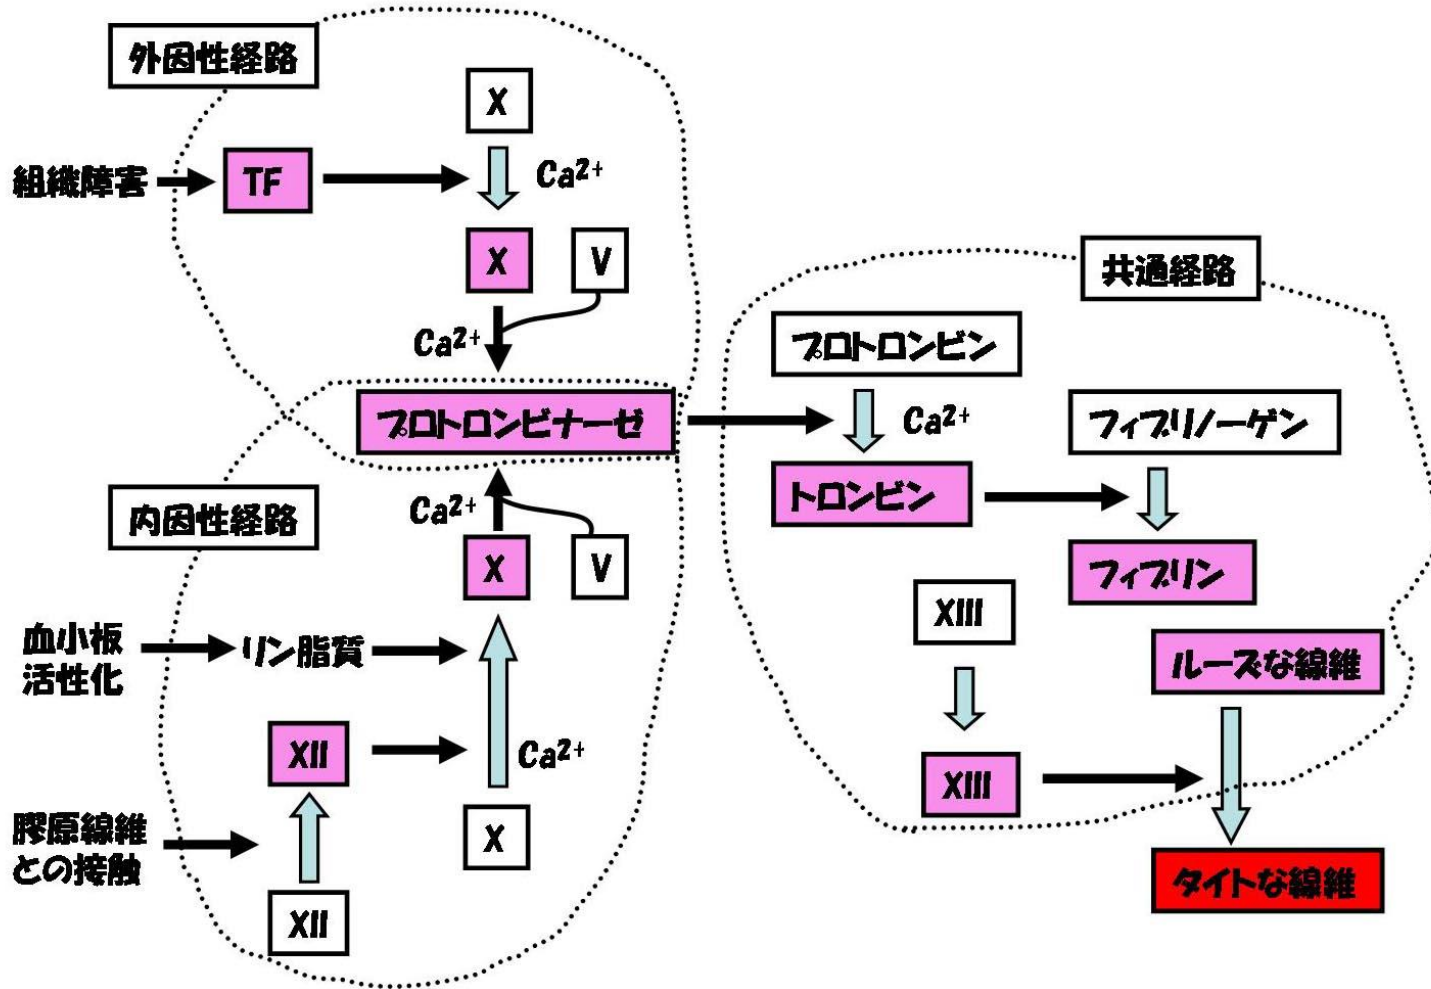 外因性経路
X
組織障害
TF
Ca²⁺
X
V
Ca²⁺
プロトロンビナーゼ
内因性経路
Ca²⁺
X
V
血小板
活性化
リン脂質
XII
Ca²⁺
膠原線維
との接触
X
XII
共通経路
プロトロンビン
Ca²⁺
フィブリノーゲン
トロンビン
フィブリン
XIII
ルーズな線維
XIII
タイトな線維